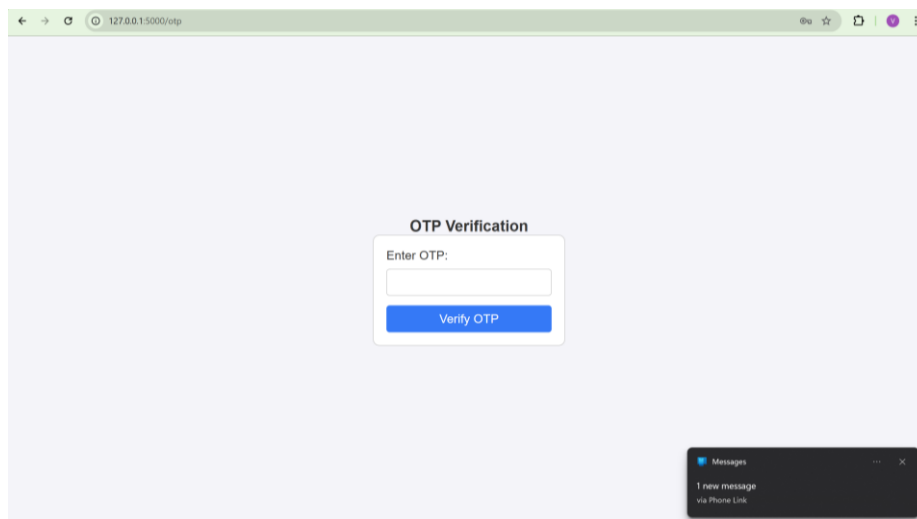 127.0.0.1:5000/otp
V
OTP Verification
Enter OTP:
Verify OTP
Messages
1 new message
via Phone Link